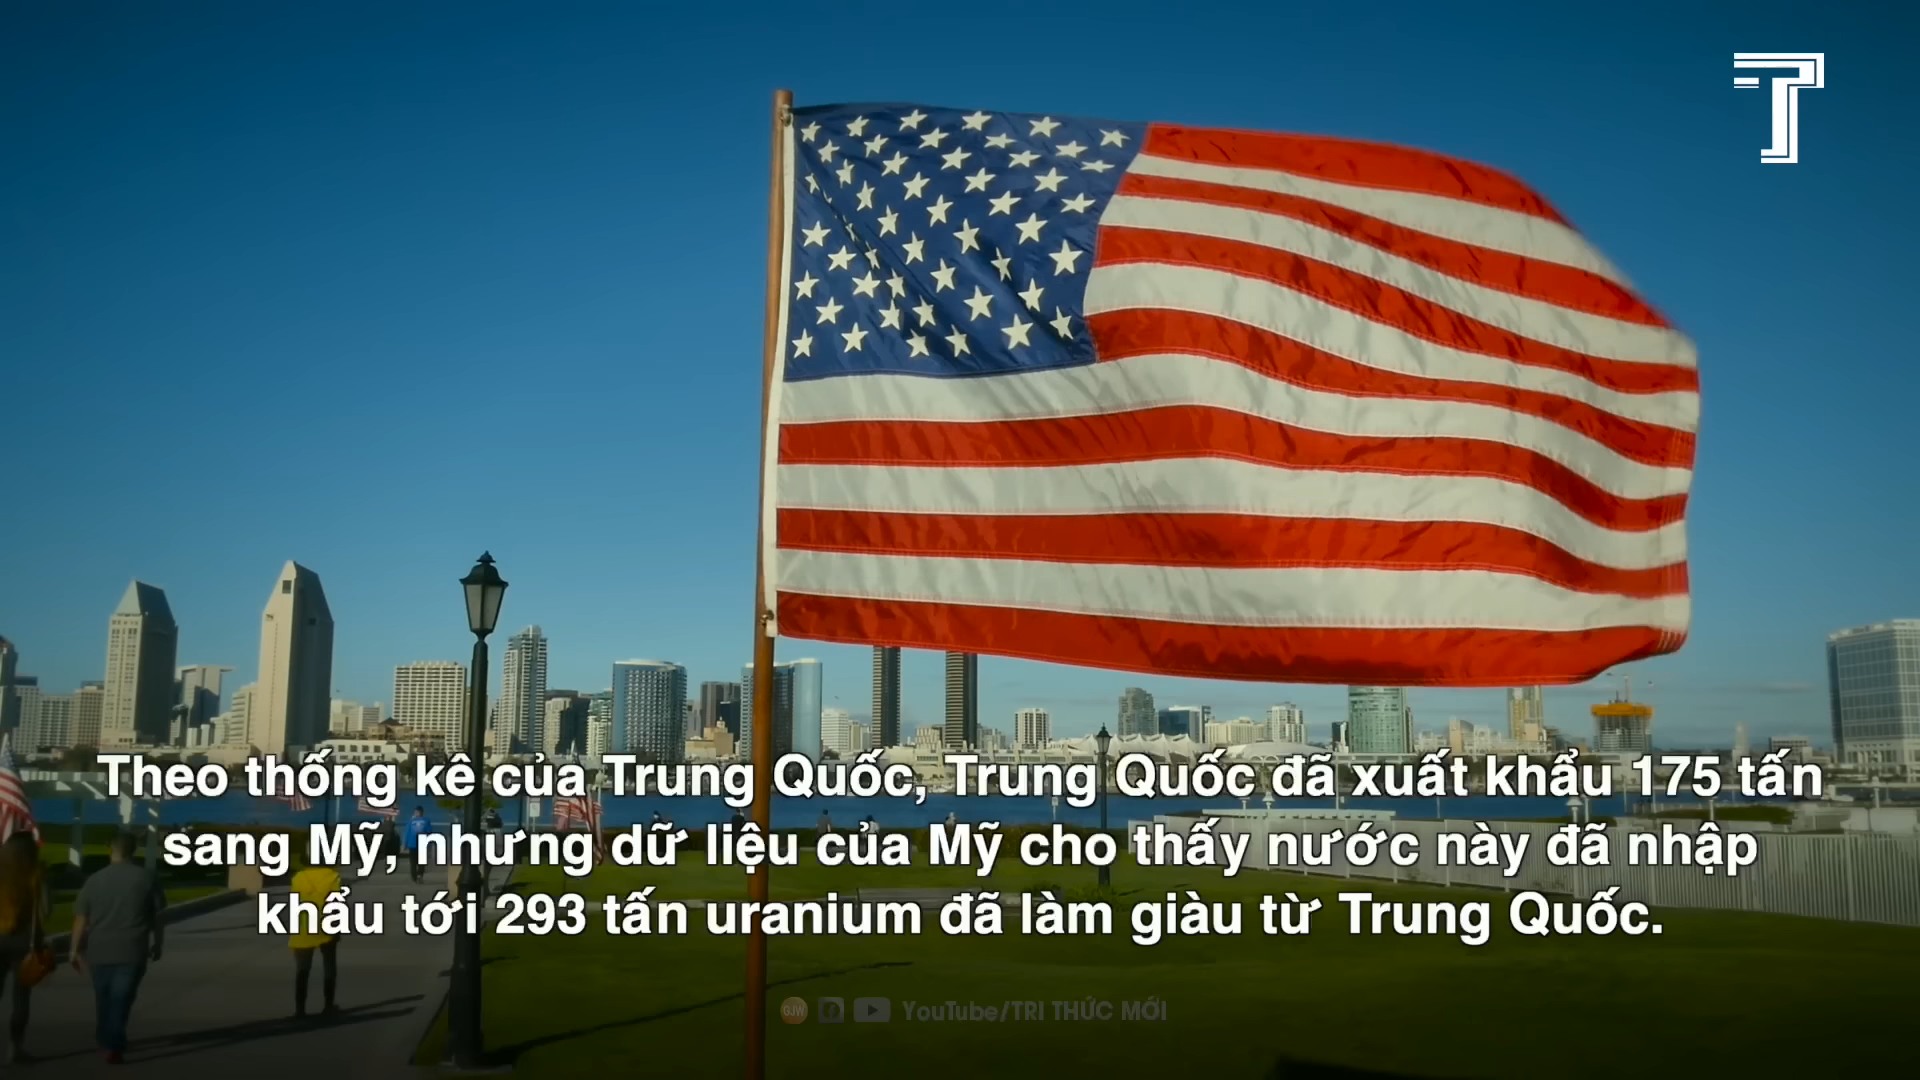 Theo thống kê của Trung Quốc, Trung Quốc đã xuất khẩu 175 tấn
sang Mỹ, nhưng dữ liệu của Mỹ cho thấy nước này đã nhập
khẩu tới 293 tấn uranium đã làm giàu từ Trung Quốc.
GJW YouTube/TRI THỨC MỚI